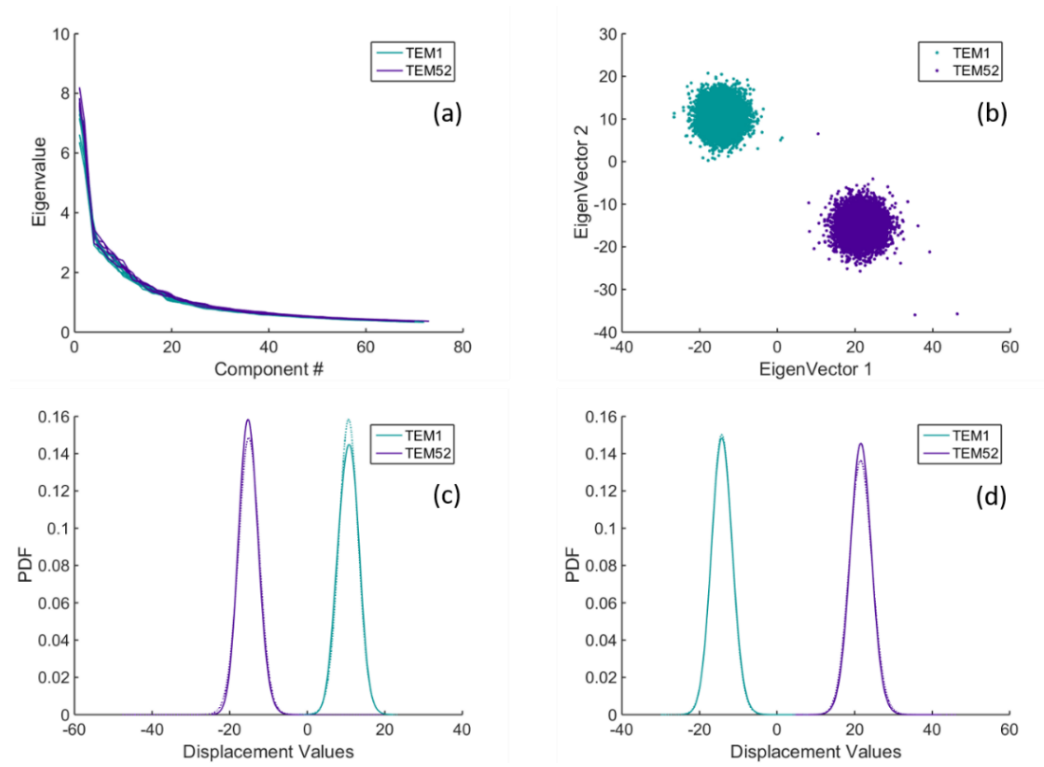 10
8
6
4
2
0
0 20 40 60 80
Eigenvalue
Component #
TEM1
TEM52
(a)
30
20
10
0
-10
-20
-30
-40
-40 -20 0 20 40 60
EigenVector 2
EigenVector 1
TEM1
TEM52
(b)
0.16
0.14
0.12
0.1
0.08
0.06
0.04
0.02
0
-60 -40 -20 0 20 40
PDF
Displacement Values
TEM1
TEM52
(c)
0.16
0.14
0.12
0.1
0.08
0.06
0.04
0.02
0
-40 -20 0 20 40 60
PDF
Displacement Values
TEM1
TEM52
(d)